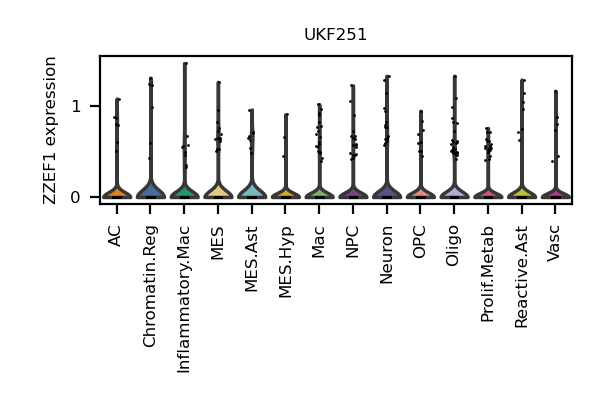 UKF251
ZZEF1 expression
1
0
AC
Chromatin.Reg
Inflammatory.Mac
MES
MES.Ast
MES.Hyp
Mac
NPC
Neuron
OPC
Oligo
Prolif.Metab
Reactive.Ast
Vasc